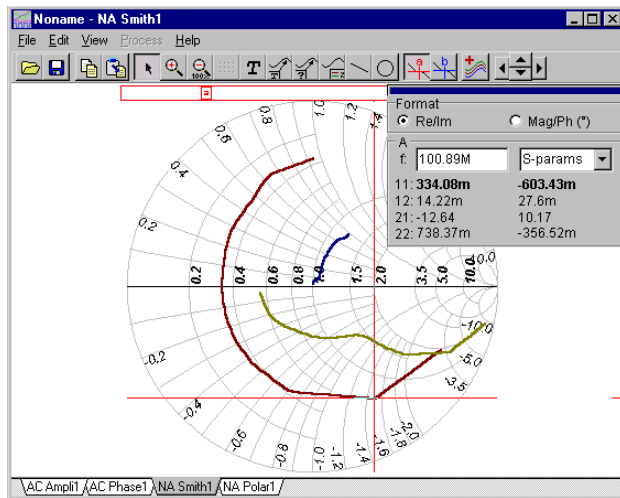 Noname - NA Smith1
File Edit View Process Help
100%
T
a b
a
Format
Re/Im Mag/Ph (°)
A
f: 100.89M S-params
11: 334.08m -603.43m
12: 14.22m 27.6m
21: -12.64 10.17
22: 738.37m -356.52m
0.2 0.4 0.6 0.8 1.0 1.2 1.4
10.0
0.2 0.4 0.6 0.8 1.0 1.5 2.0 3.5 5.0 10.0
-0.2 -0.4 -0.6 -0.8 -1.0 -1.2 -1.4 -1.6 -2.0 -3.5 -5.0 -10.0
AC Ampli1 AC Phase1 NA Smith1 NA Polar1